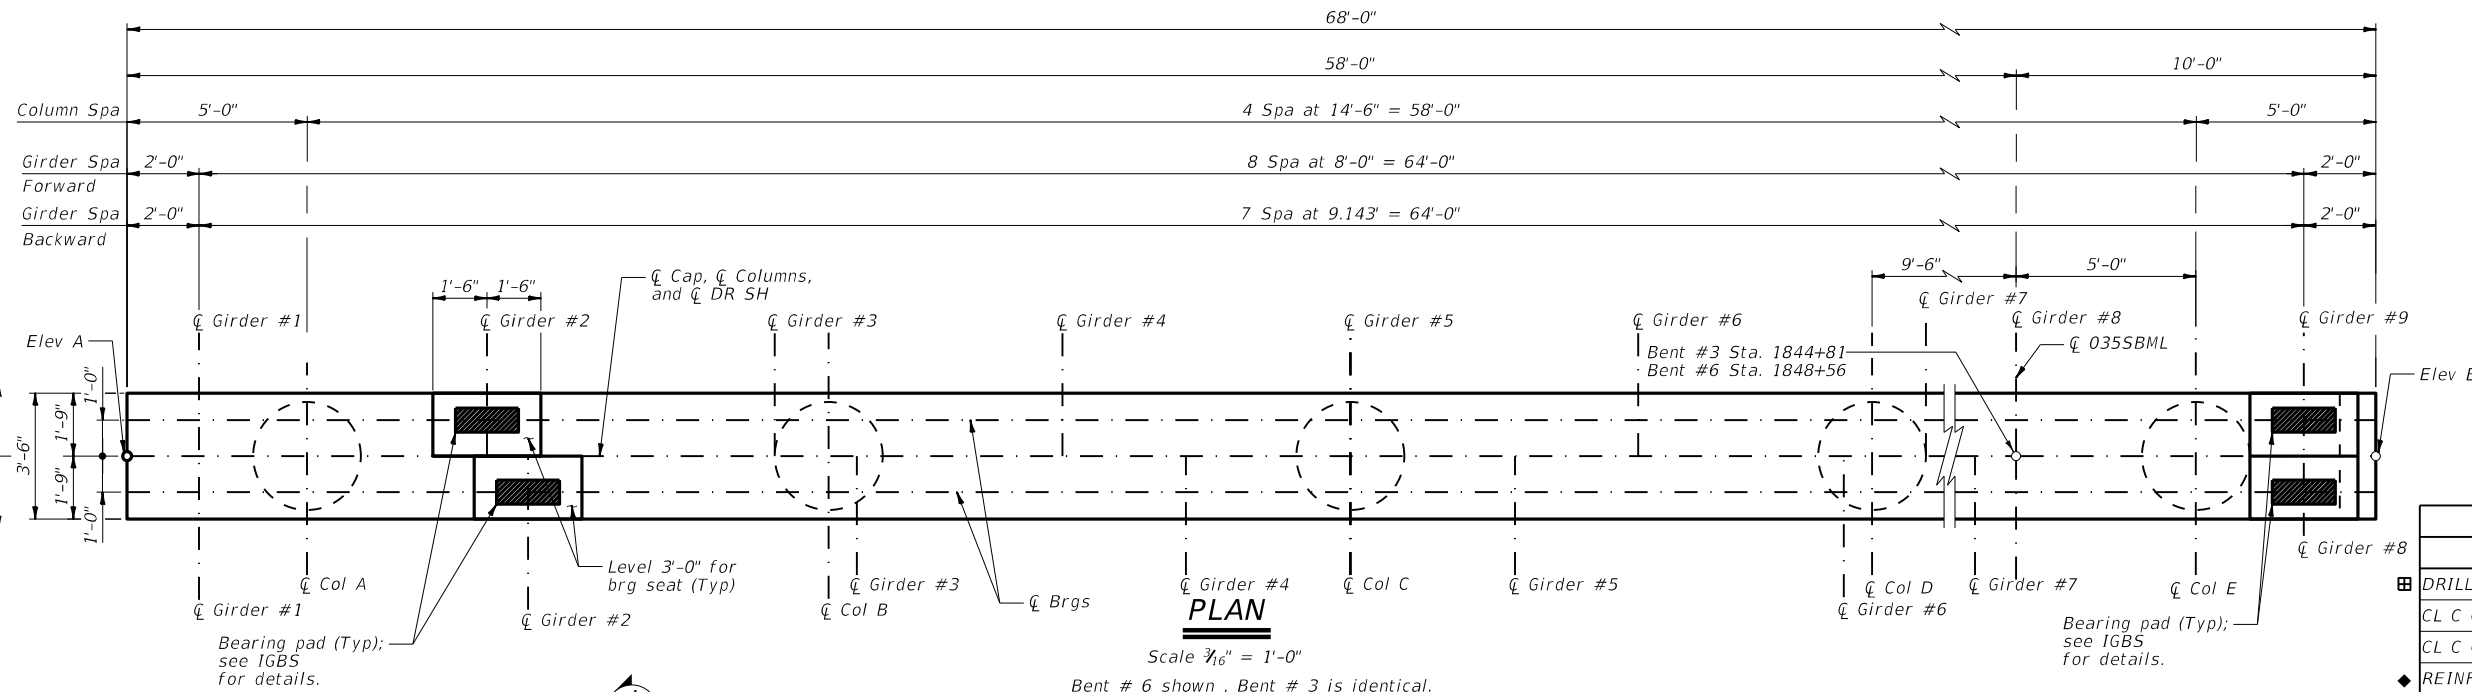 68'-0"
58'-0" 10'-0"
Column Spa 5'-0" 4 Spa at 14'-6" = 58'-0" 5'-0"
Girder Spa 2'-0" 8 Spa at 8'-0" = 64'-0" 2'-0"
Forward
Girder Spa 2'-0" 7 Spa at 9.143' = 64'-0" 2'-0"
Backward
9'-6" 5'-0"
1'-6" 1'-6"
℄ Cap, ℄ Columns,
and ℄ DR SH
℄ Girder #7
℄ Girder #1 ℄ Girder #2 ℄ Girder #3 ℄ Girder #4 ℄ Girder #5 ℄ Girder #6 ℄ Girder #8 ℄ Girder #9
Elev A
Bent #3 Sta. 1844+81
Bent #6 Sta. 1848+56
℄ 035SBML
Elev
3'-6"
1'-9"
1'-9"
1'-0"
1'-0"
℄ Girder #8
Level 3'-0" for
brg seat (Typ)
℄ Col A ℄ Girder #3 ℄ Girder #4 ℄ Col C ℄ Girder #5 ℄ Col D ℄ Girder #7 ℄ Col E
℄ Girder #1 ℄ Girder #2 ℄ Col B ℄ Brgs ℄ Girder #6
Bearing pad (Typ);
see IGBS
for details.
Bearing pad (Typ);
see IGBS
for details.
PLAN
Scale 3/16" = 1'-0"
Bent # 6 shown , Bent # 3 is identical.
DRILL
CL C
CL C
REINF